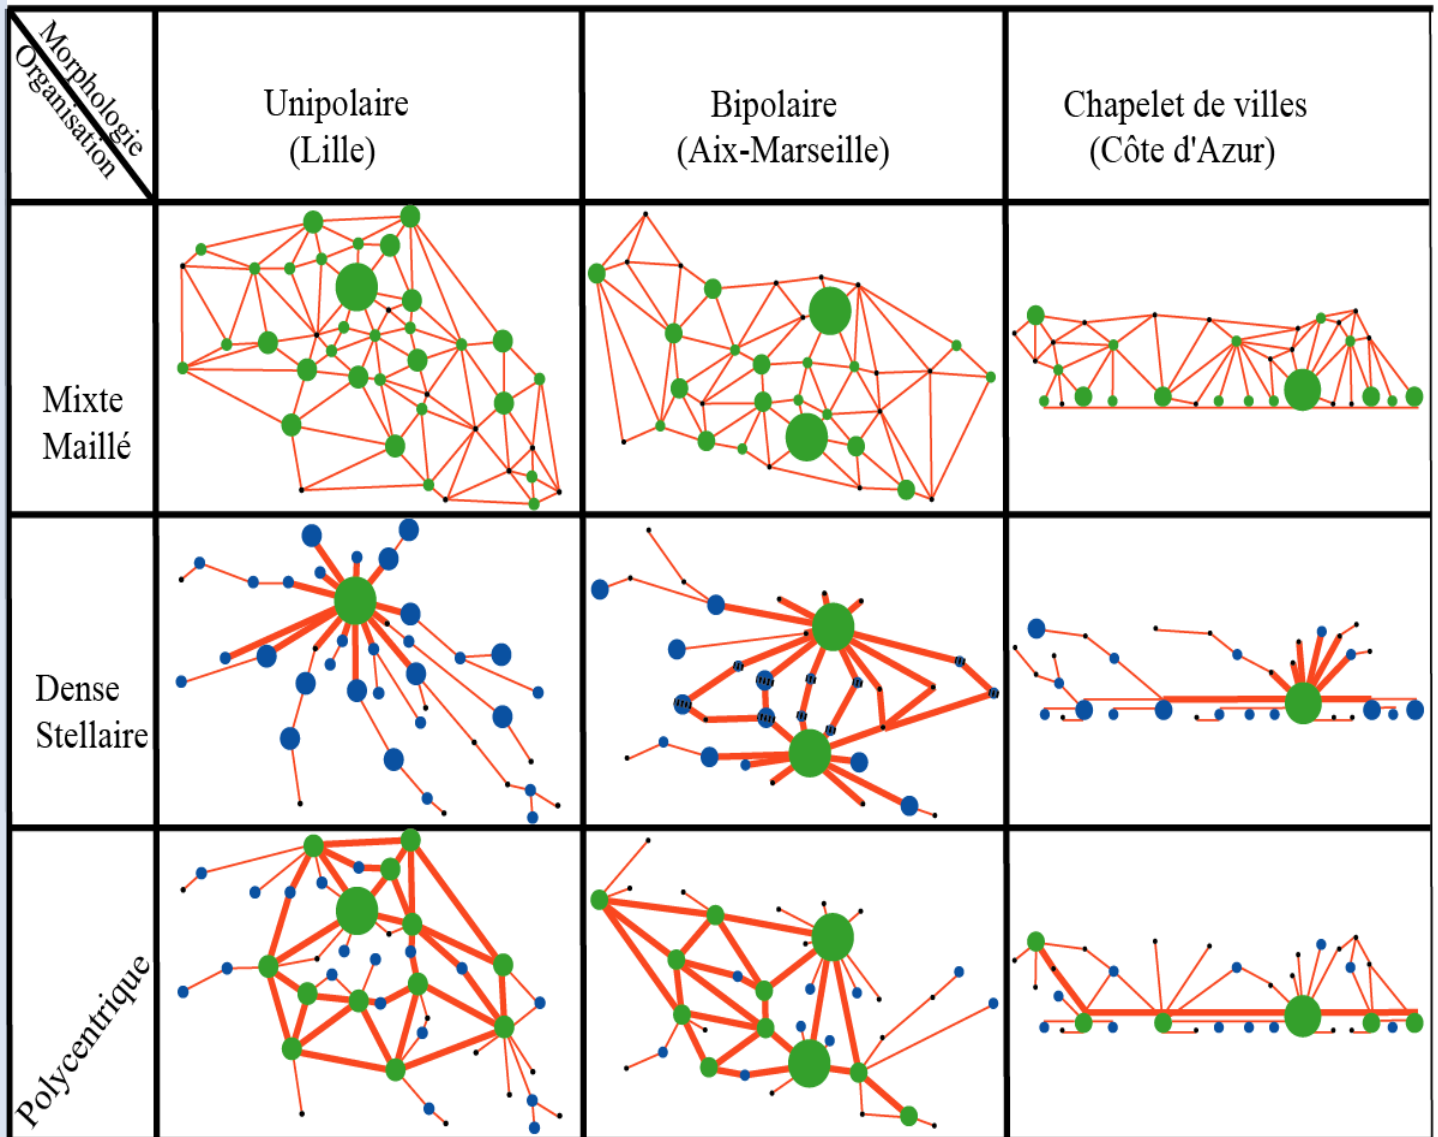 Morphologie
Organisation
Unipolaire
(Lille)
Bipolaire
(Aix-Marseille)
Chapelet de villes
(Côte d'Azur)
Mixte
Maillé
Dense
Stellaire
Polycentrique